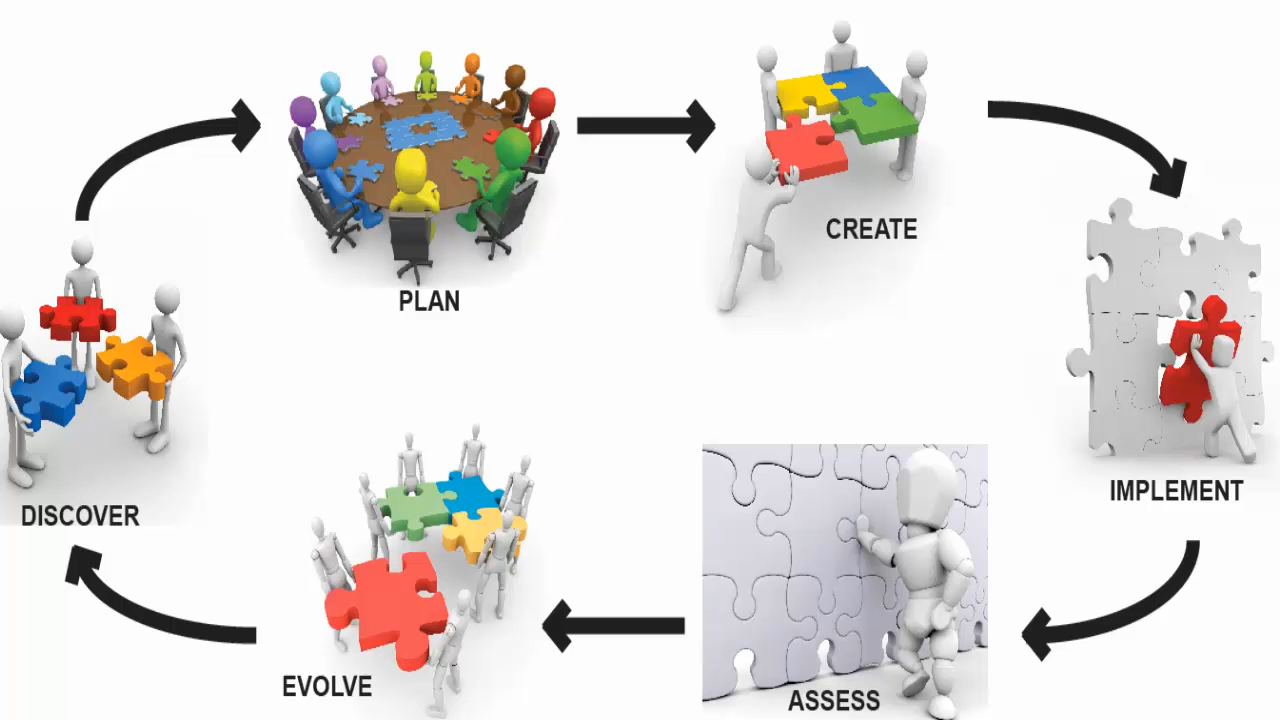 PLAN
CREATE
IMPLEMENT
ASSESS
EVOLVE
DISCOVER